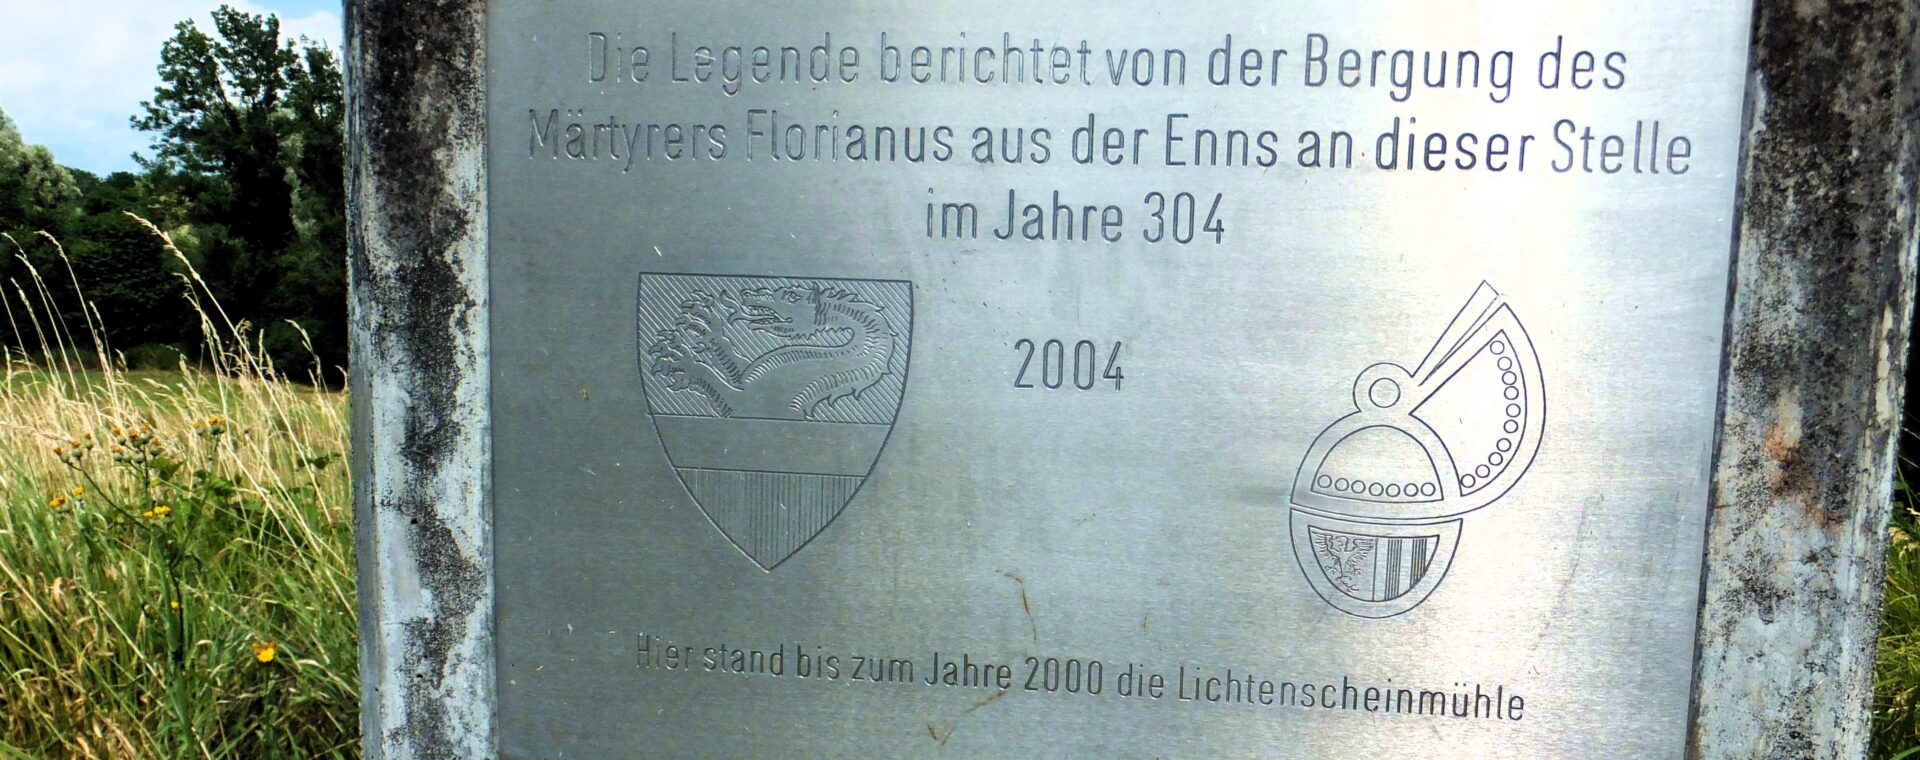 Die Legende berichtet von der Bergung des
Märtyrers Florianus aus der Enns an dieser Stelle
im Jahre 304
2004
Hier stand bis zum Jahre 2000 die Lichtenscheinmühle